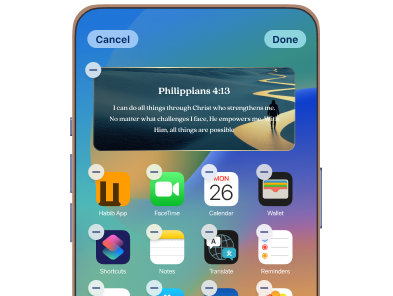 Cancel
Done
Philippians 4:13
I can do all things through Christ who strengthens me.
No matter what challenges I face, He empowers me. With
Him, all things are possible
MON
26
Habib App
FaceTime
Calendar
Wallet
A
文
Shortcuts
Notes
Translate
Reminders